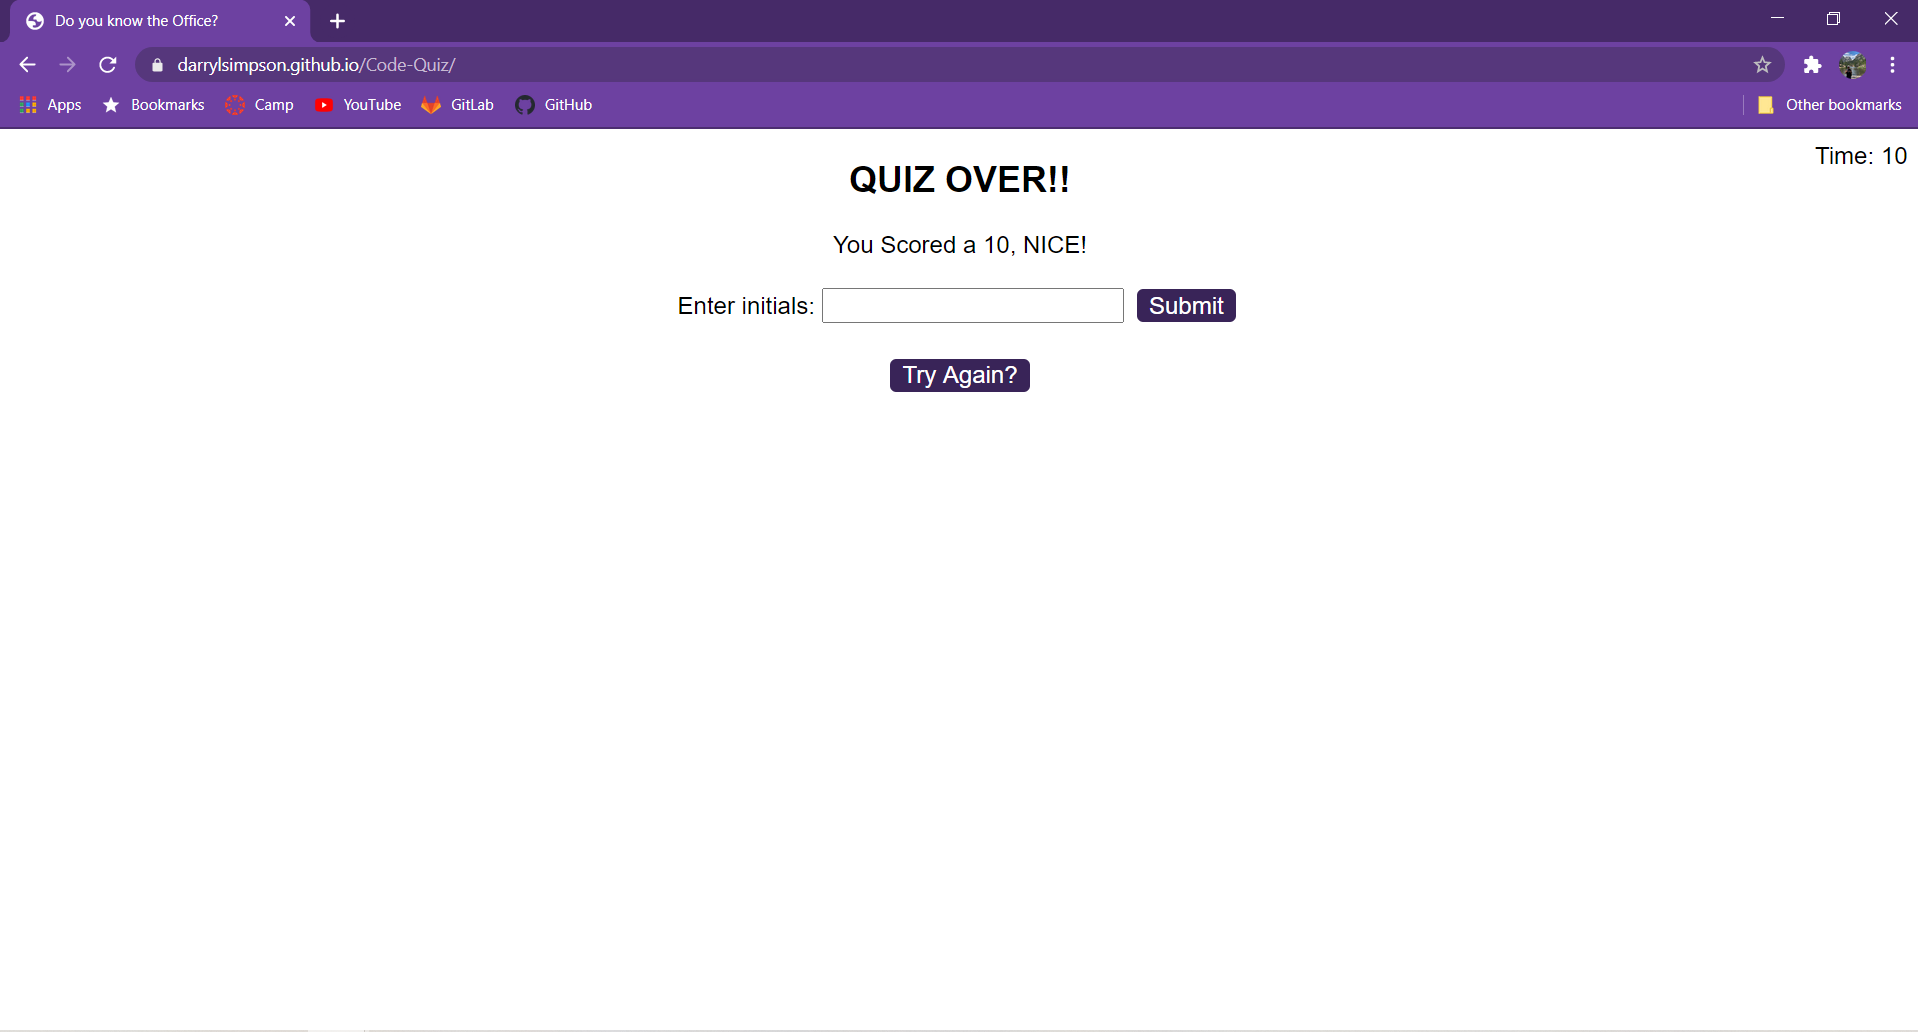 Do you know the Office?
darrylsimpson.github.io/Code-Quiz/
Apps Bookmarks Camp YouTube GitLab GitHub Other bookmarks
Time: 10
QUIZ OVER!!
You Scored a 10, NICE!
Enter initials: Submit
Try Again?